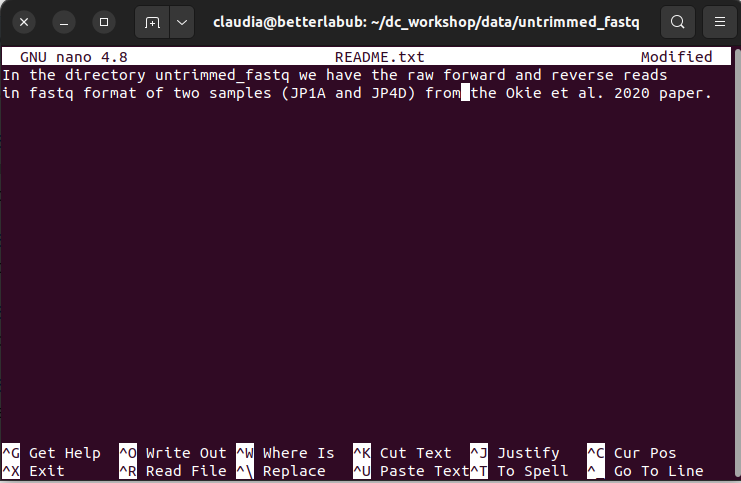 claudia@betterlabub: ~/dc_workshop/data/untrimmed_fastq
GNU nano 4.8 README.txt Modified
In the directory untrimmed_fastq we have the raw forward and reverse reads
in fastq format of two samples (JP1A and JP4D) from the Okie et al. 2020 paper.
^G Get Help ^O Write Out ^W Where Is ^K Cut Text ^J Justify ^C Cur Pos
^X Exit ^R Read File ^\ Replace ^U Paste Text ^T To Spell ^_ Go To Line